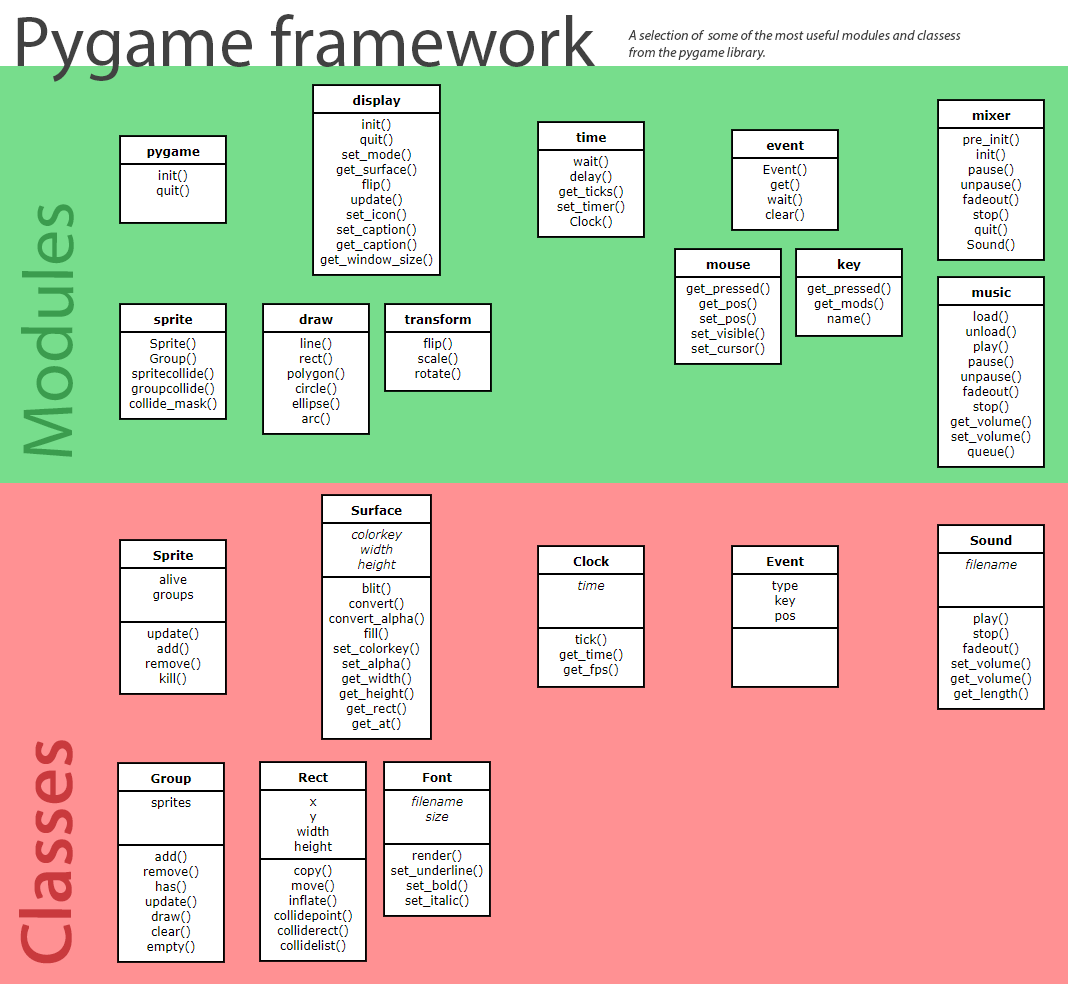 Pygame framework
A selection of some of the most useful modules and classess
from the pygame library.
Modules
pygame
init()
quit()
display
init()
quit()
set_mode()
get_surface()
flip()
update()
set_icon()
set_caption()
get_caption()
get_window_size()
time
wait()
delay()
get_ticks()
set_timer()
Clock()
event
Event()
get()
wait()
clear()
mixer
pre_init()
init()
pause()
unpause()
fadeout()
stop()
quit()
Sound()
mouse
get_pressed()
get_pos()
set_pos()
set_visible()
set_cursor()
key
get_pressed()
get_mods()
name()
sprite
Sprite()
Group()
spritecollide()
groupcollide()
collide_mask()
draw
line()
rect()
polygon()
circle()
ellipse()
arc()
transform
flip()
scale()
rotate()
music
load()
unload()
play()
pause()
unpause()
fadeout()
stop()
get_volume()
set_volume()
queue()
Classes
Sprite
alive
groups
update()
add()
remove()
kill()
Surface
colorkey
width
height
blit()
convert()
convert_alpha()
fill()
set_colorkey()
set_alpha()
get_width()
get_height()
get_rect()
get_at()
Clock
time
tick()
get_time()
get_fps()
Event
type
key
pos
Sound
filename
play()
stop()
fadeout()
set_volume()
get_volume()
get_length()
Group
sprites
add()
remove()
has()
update()
draw()
clear()
empty()
Rect
x
y
width
height
copy()
move()
inflate()
collidepoint()
colliderect()
collidelist()
Font
filename
size
render()
set_underline()
set_bold()
set_italic()